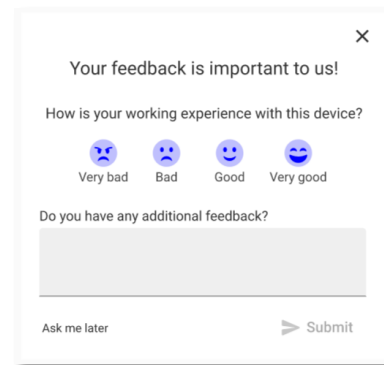 Your feedback is important to us!
How is your working experience with this device?
Very bad Bad Good Very good
Do you have any additional feedback?
Ask me later Submit